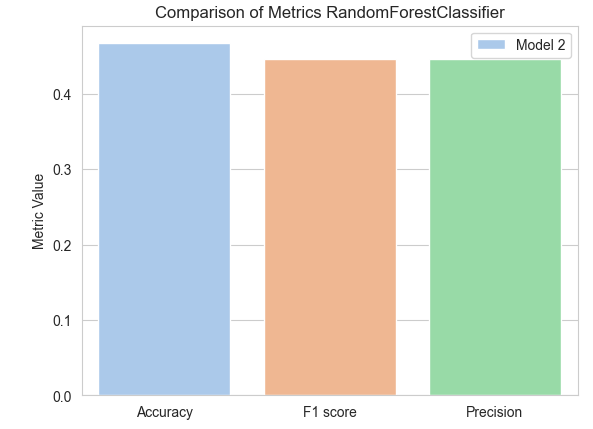 Comparison of Metrics RandomForestClassifier
Model 2
Metric Value
0.4
0.3
0.2
0.1
0.0
Accuracy F1 score Precision